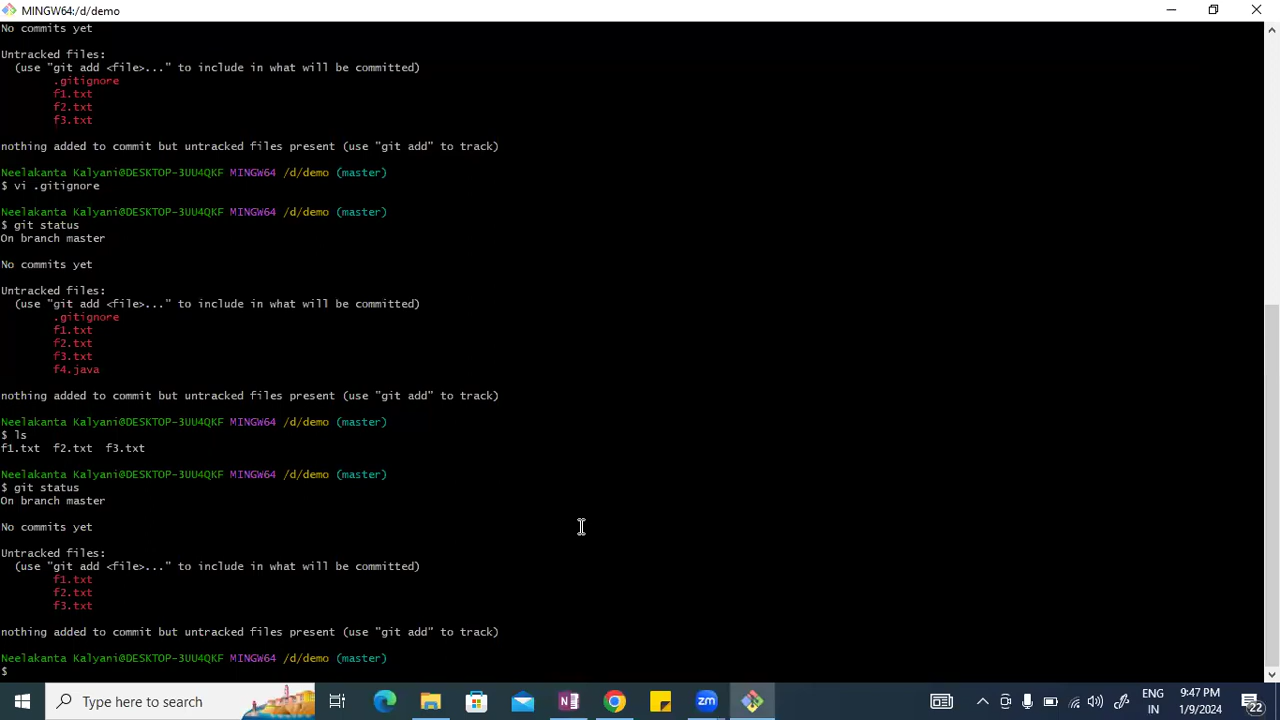 MINGW64:/d/demo
No commits yet
Untracked files:
(use "git add <file>..." to include in what will be committed)
.gitignore
f1.txt
f2.txt
f3.txt
nothing added to commit but untracked files present (use "git add" to track)
Neelakanta Kalyani@DESKTOP-3UU4QKF MINGW64 /d/demo (master)
$ vi .gitignore
Neelakanta Kalyani@DESKTOP-3UU4QKF MINGW64 /d/demo (master)
$ git status
On branch master
No commits yet
Untracked files:
(use "git add <file>..." to include in what will be committed)
.gitignore
f1.txt
f2.txt
f3.txt
f4.java
nothing added to commit but untracked files present (use "git add" to track)
Neelakanta Kalyani@DESKTOP-3UU4QKF MINGW64 /d/demo (master)
$ ls
f1.txt f2.txt f3.txt
Neelakanta Kalyani@DESKTOP-3UU4QKF MINGW64 /d/demo (master)
$ git status
On branch master
No commits yet
Untracked files:
(use "git add <file>..." to include in what will be committed)
f1.txt
f2.txt
f3.txt
nothing added to commit but untracked files present (use "git add" to track)
Neelakanta Kalyani@DESKTOP-3UU4QKF MINGW64 /d/demo (master)
$
Type here to search
zm
ENG
IN
9:47 PM
1/9/2024
22